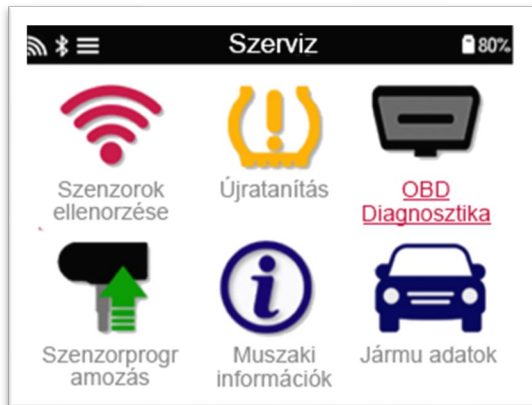 Szerviz
80%
Szenzorok
ellenorzése
Újratanítás
OBD
Diagnosztika
Szenzorprogr
amozás
Muszaki
információk
Jármu adatok